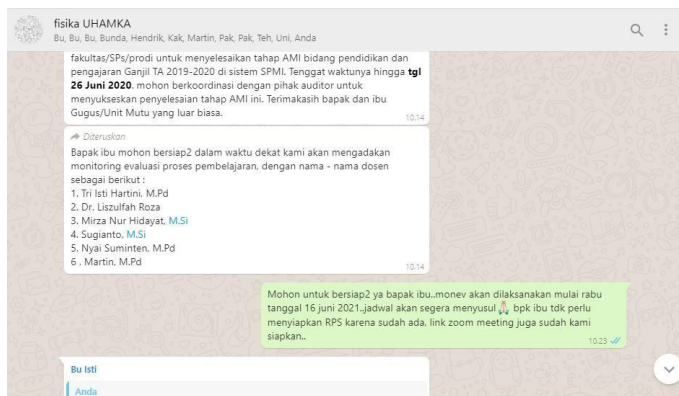 fisika UHAMKA
Bu, Bu, Bu, Bunda, Hendrik, Kak, Martin, Pak, Pak, Teh, Uni, Anda
fakultas/SPs/prodi untuk menyelesaikan tahap AMI bidang pendidikan dan
pengajaran Ganjil TA 2019-2020 di sistem SPMI. Tenggat waktunya hingga tgl
26 Juni 2020. mohon berkoordinasi dengan pihak auditor untuk
menyukseskan penyelesaian tahap AMI ini. Terimakasih bapak dan ibu
Gugus/Unit Mutu yang luar biasa.
10.14
Diteruskan
Bapak ibu mohon bersiap2 dalam waktu dekat kami akan mengadakan
monitoring evaluasi proses pembelajaran, dengan nama - nama dosen
sebagai berikut :
1. Tri Isti Hartini, M.Pd
2. Dr. Liszulfah Roza
3. Mirza Nur Hidayat, M.Si
4. Sugianto, M.Si
5. Nyai Suminten, M.Pd
6 . Martin, M.Pd
10.14
Mohon untuk bersiap2 ya bapak ibu..monev akan dilaksanakan mulai rabu
tanggal 16 juni 2021..jadwal akan segera menyusul 🙏 bpk ibu tdk perlu
menyiapkan RPS karena sudah ada, link zoom meeting juga sudah kami
siapkan..
10.23
Bu Isti
Anda